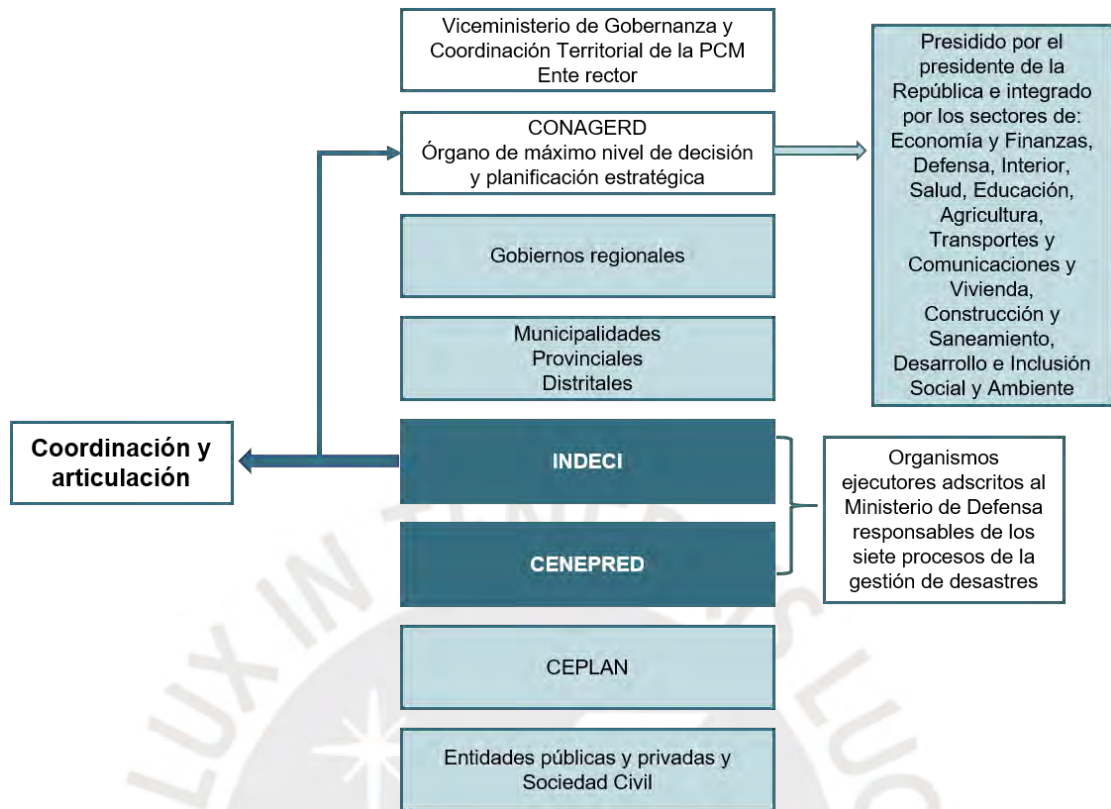 Viceministerio de Gobernanza y
Coordinación Territorial de la PCM
Ente rector
CONAGERD
Órgano de máximo nivel de decisión
y planificación estratégica
Presidido por el
presidente de la
República e integrado
por los sectores de:
Economía y Finanzas,
Defensa, Interior,
Salud, Educación,
Agricultura,
Transportes y
Comunicaciones y
Vivienda,
Construcción y
Saneamiento,
Desarrollo e Inclusión
Social y Ambiente
Gobiernos regionales
Municipalidades
Provinciales
Distritales
Coordinación y
articulación
INDECI
CENEPRED
Organismos
ejecutores adscritos al
Ministerio de Defensa
responsables de los
siete procesos de la
gestión de desastres
CEPLAN
Entidades públicas y privadas y
Sociedad Civil
LUX IN